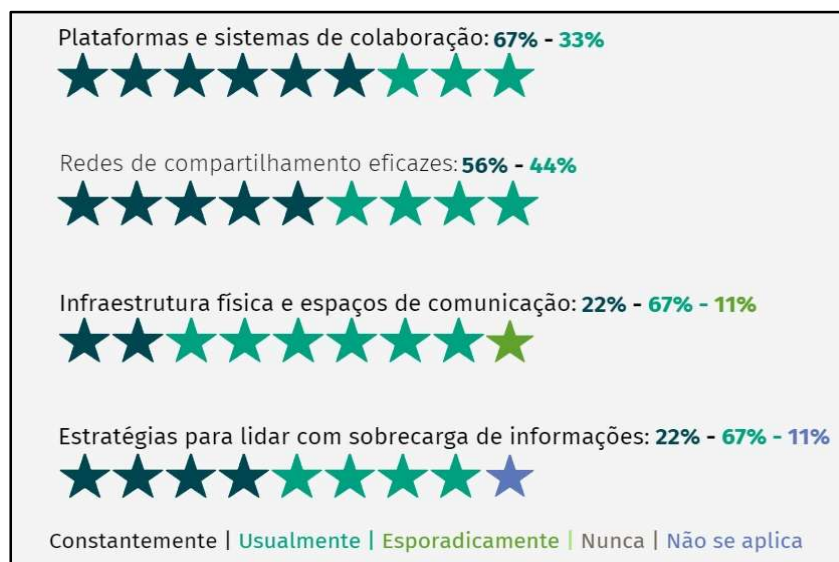 Plataformas e sistemas de colaboração: 67% - 33%
Redes de compartilhamento eficazes: 56% - 44%
Infraestrutura física e espaços de comunicação: 22% - 67% - 11%
Estratégias para lidar com sobrecarga de informações: 22% - 67% - 11%
Constantemente | Usualmente | Esporadicamente | Nunca | Não se aplica